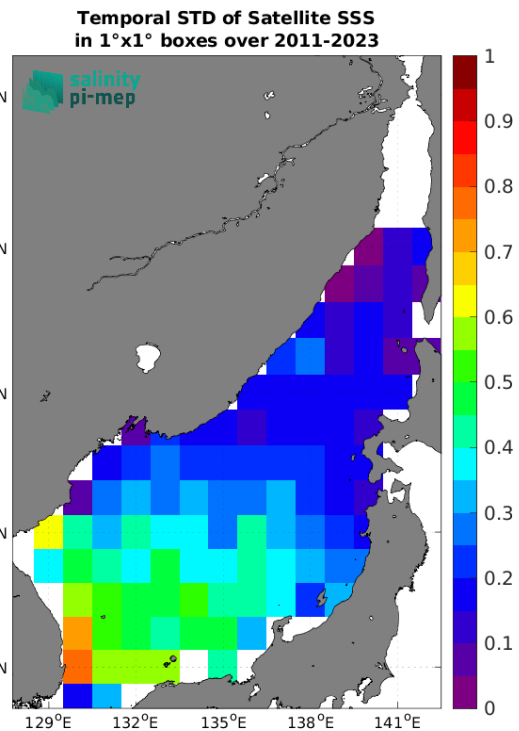 Temporal STD of Satellite SSS
in 1°x1° boxes over 2011-2023
salinity
pi-mep
N
N
N
N
N
1
0.9
0.8
0.7
0.6
0.5
0.4
0.3
0.2
0.1
0
129°E 132°E 135°E 138°E 141°E